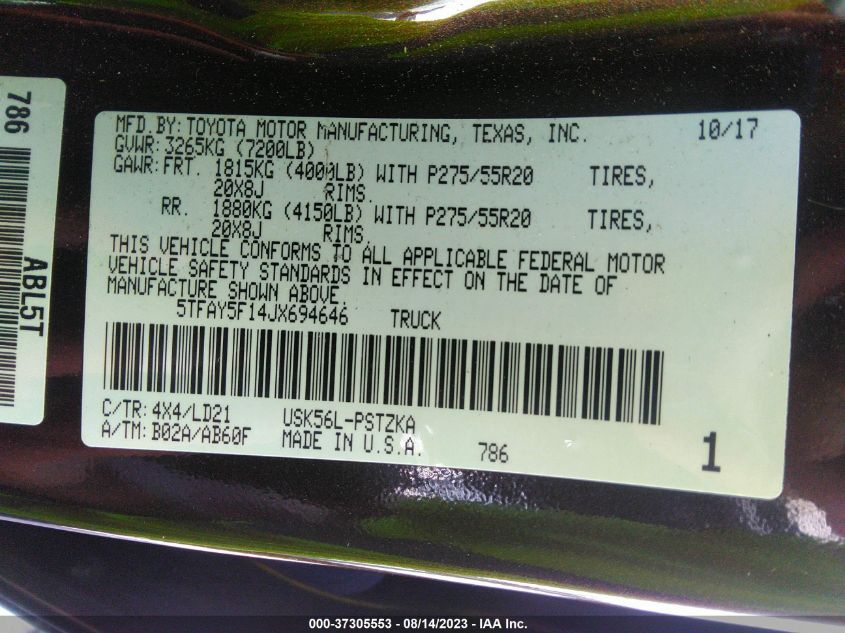 786
ABL5T
MFD.BY: TOYOTA MOTOR MANUFACTURING, TEXAS, INC. 10/17
GVWR: 3265KG (7200LB)
GAWR: FRT. 1815KG (4000LB) WITH P275/55R20 TIRES,
20X8J RIMS.
RR. 1880KG (4150LB) WITH P275/55R20 TIRES,
20X8J RIMS.
THIS VEHICLE CONFORMS TO ALL APPLICABLE FEDERAL MOTOR
VEHICLE SAFETY STANDARDS IN EFFECT ON THE DATE OF
MANUFACTURE SHOWN ABOVE.
5TFAY5F14JX694646 TRUCK
C/TR: 4X4/LD21 USK56L-PSTZKA
A/TM: B02A/AB60F MADE IN U.S.A. 786 1
000-37305553 - 08/14/2023 - IAA Inc.